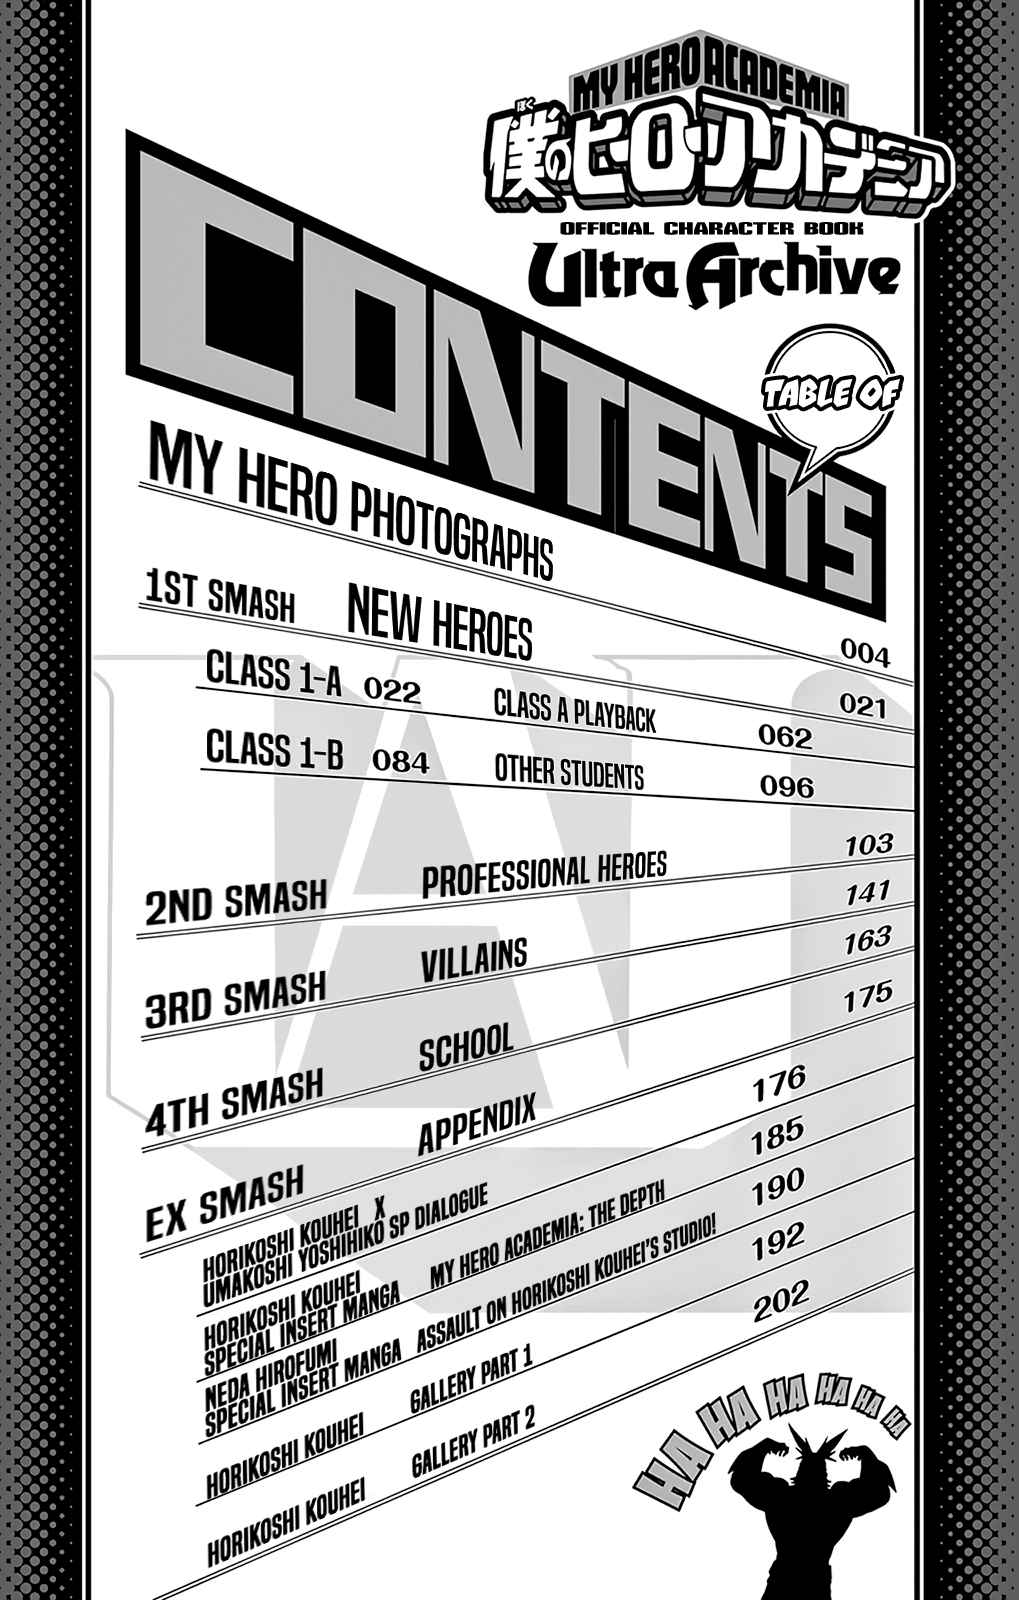 MY HERO ACADEMIA
ぼく
僕のヒーローアカデミア
OFFICIAL CHARACTER BOOK
Ultra Archive
TABLE OF
CONTENTS
MY HERO PHOTOGRAPHS 004
1ST SMASH NEW HEROES 021
CLASS 1-A 022 CLASS A PLAYBACK 062
CLASS 1-B 084 OTHER STUDENTS 096
2ND SMASH PROFESSIONAL HEROES 103
3RD SMASH VILLAINS 141
4TH SMASH SCHOOL 163
EX SMASH APPENDIX 175
HORIKOSHI KOUHEI X
UMAKOSHI YOSHIHIKO SP DIALOGUE 176
HORIKOSHI KOUHEI
SPECIAL INSERT MANGA MY HERO ACADEMIA: THE DEPTH 185
NEDA HIROFUMI
SPECIAL INSERT MANGA ASSAULT ON HORIKOSHI KOUHEI'S STUDIO! 190
HORIKOSHI KOUHEI GALLERY PART 1 192
HORIKOSHI KOUHEI GALLERY PART 2 202
HA HA HA HA HA HA